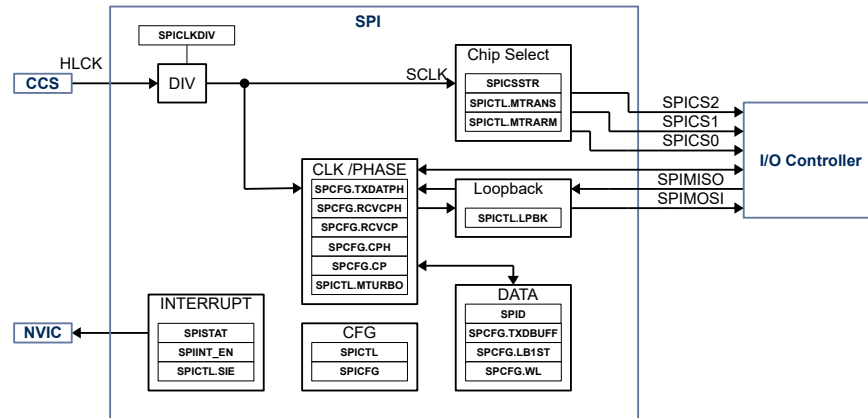 SPI
SPICLKDIV
HLCK
CCS
DIV
SCLK
Chip Select
SPICSSTR
SPICTL.MTRANS
SPICTL.MTRARM
SPICS2
SPICS1
SPICS0
I/O Controller
CLK /PHASE
SPCFG.TXDATPH
SPCFG.RCVCPH
SPCFG.RCVCP
SPCFG.CPH
SPCFG.CP
SPICTL.MTURBO
Loopback
SPICTL.LPBK
SPIMISO
SPIMOSI
INTERRUPT
SPISTAT
SPIINT_EN
SPICTL.SIE
NVIC
CFG
SPICTL
SPICFG
DATA
SPID
SPCFG.TXDBUFF
SPCFG.LB1ST
SPCFG.WL